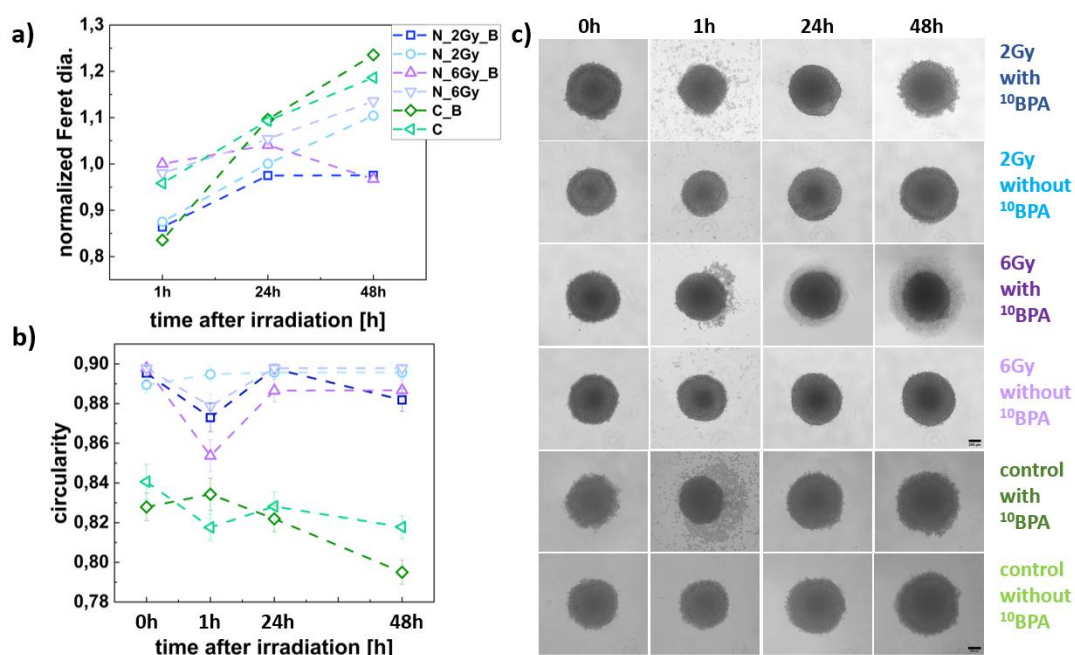 a)
normalized Feret dia.
1,3
1,2
1,1
1,0
0,9
0,8
N_2Gy_B
N_2Gy
N_6Gy_B
N_6Gy
C_B
C
1h
24h
48h
time after irradiation [h]
b)
circularity
0,90
0,88
0,86
0,84
0,82
0,80
0,78
0h
1h
24h
48h
time after irradiation [h]
c)
0h 1h 24h 48h
2Gy
with
¹⁰BPA
2Gy
without
¹⁰BPA
6Gy
with
¹⁰BPA
6Gy
without
¹⁰BPA
control
with
¹⁰BPA
control
without
¹⁰BPA